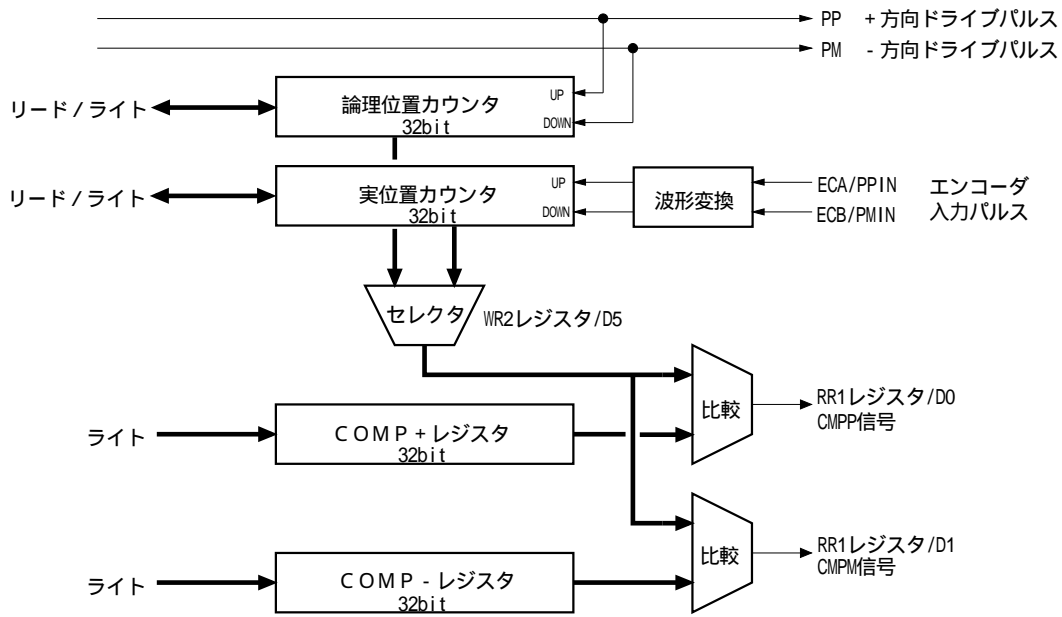 PP +方向ドライブパルス
PM -方向ドライブパルス
リード/ライト
論理位置カウンタ
32bit
UP
DOWN
リード/ライト
実位置カウンタ
32bit
UP
DOWN
波形変換
ECA/PPIN
ECB/PMIN
エンコーダ
入力パルス
セレクタ
WR2レジスタ/D5
比較
RR1レジスタ/D0
CMPP信号
ライト
COMP+レジスタ
32bit
比較
RR1レジスタ/D1
CMPM信号
ライト
COMP-レジスタ
32bit